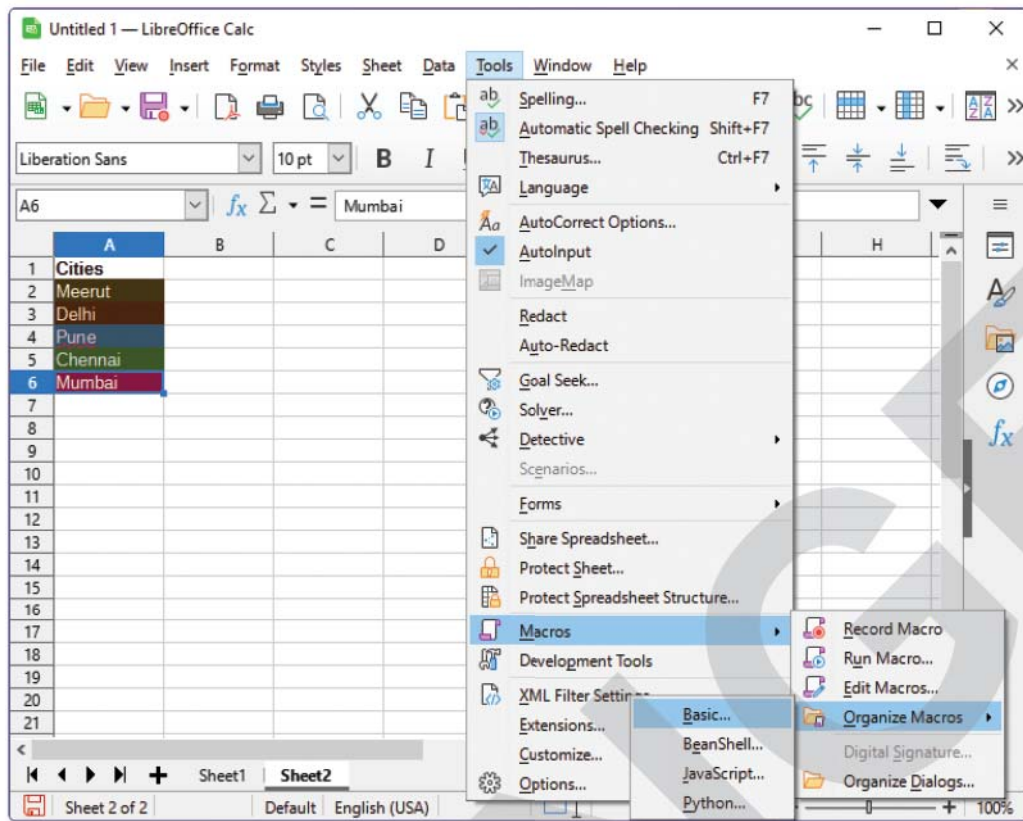 Untitled 1 — LibreOffice Calc
File Edit View Insert Format Styles Sheet Data Tools Window Help
Liberation Sans 10 pt B I
A6 fx Σ = Mumbai
A B C D H
1 Cities
2 Meerut
3 Delhi
4 Pune
5 Chennai
6 Mumbai
7
8
9
10
11
12
13
14
15
16
17
18
19
20
21
Spelling... F7
Automatic Spell Checking Shift+F7
Thesaurus... Ctrl+F7
Language
AutoCorrect Options...
AutoInput
ImageMap
Redact
Auto-Redact
Goal Seek...
Solver...
Detective
Scenarios...
Forms
Share Spreadsheet...
Protect Sheet...
Protect Spreadsheet Structure...
Macros
Development Tools
XML Filter
Extensions...
Customize...
Options...
Record Macro
Run Macro...
Edit Macros...
Organize Macros
Digital Signature...
Organize Dialogs...
Basic...
BeanShell...
JavaScript...
Python...
Sheet1 Sheet2
Sheet 2 of 2 Default English (USA) 100%